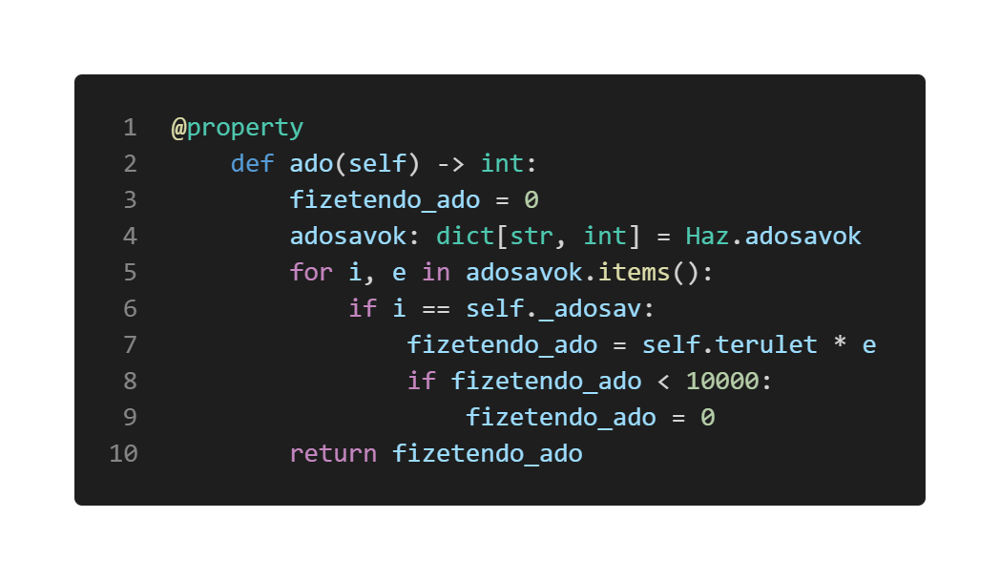 1 @property
2     def ado(self) -> int:
3         fizetendo_ado = 0
4         adosavok: dict[str, int] = Haz.adosavok
5         for i, e in adosavok.items():
6             if i == self._adosav:
7                 fizetendo_ado = self.terulet * e
8                 if fizetendo_ado < 10000:
9                     fizetendo_ado = 0
10         return fizetendo_ado